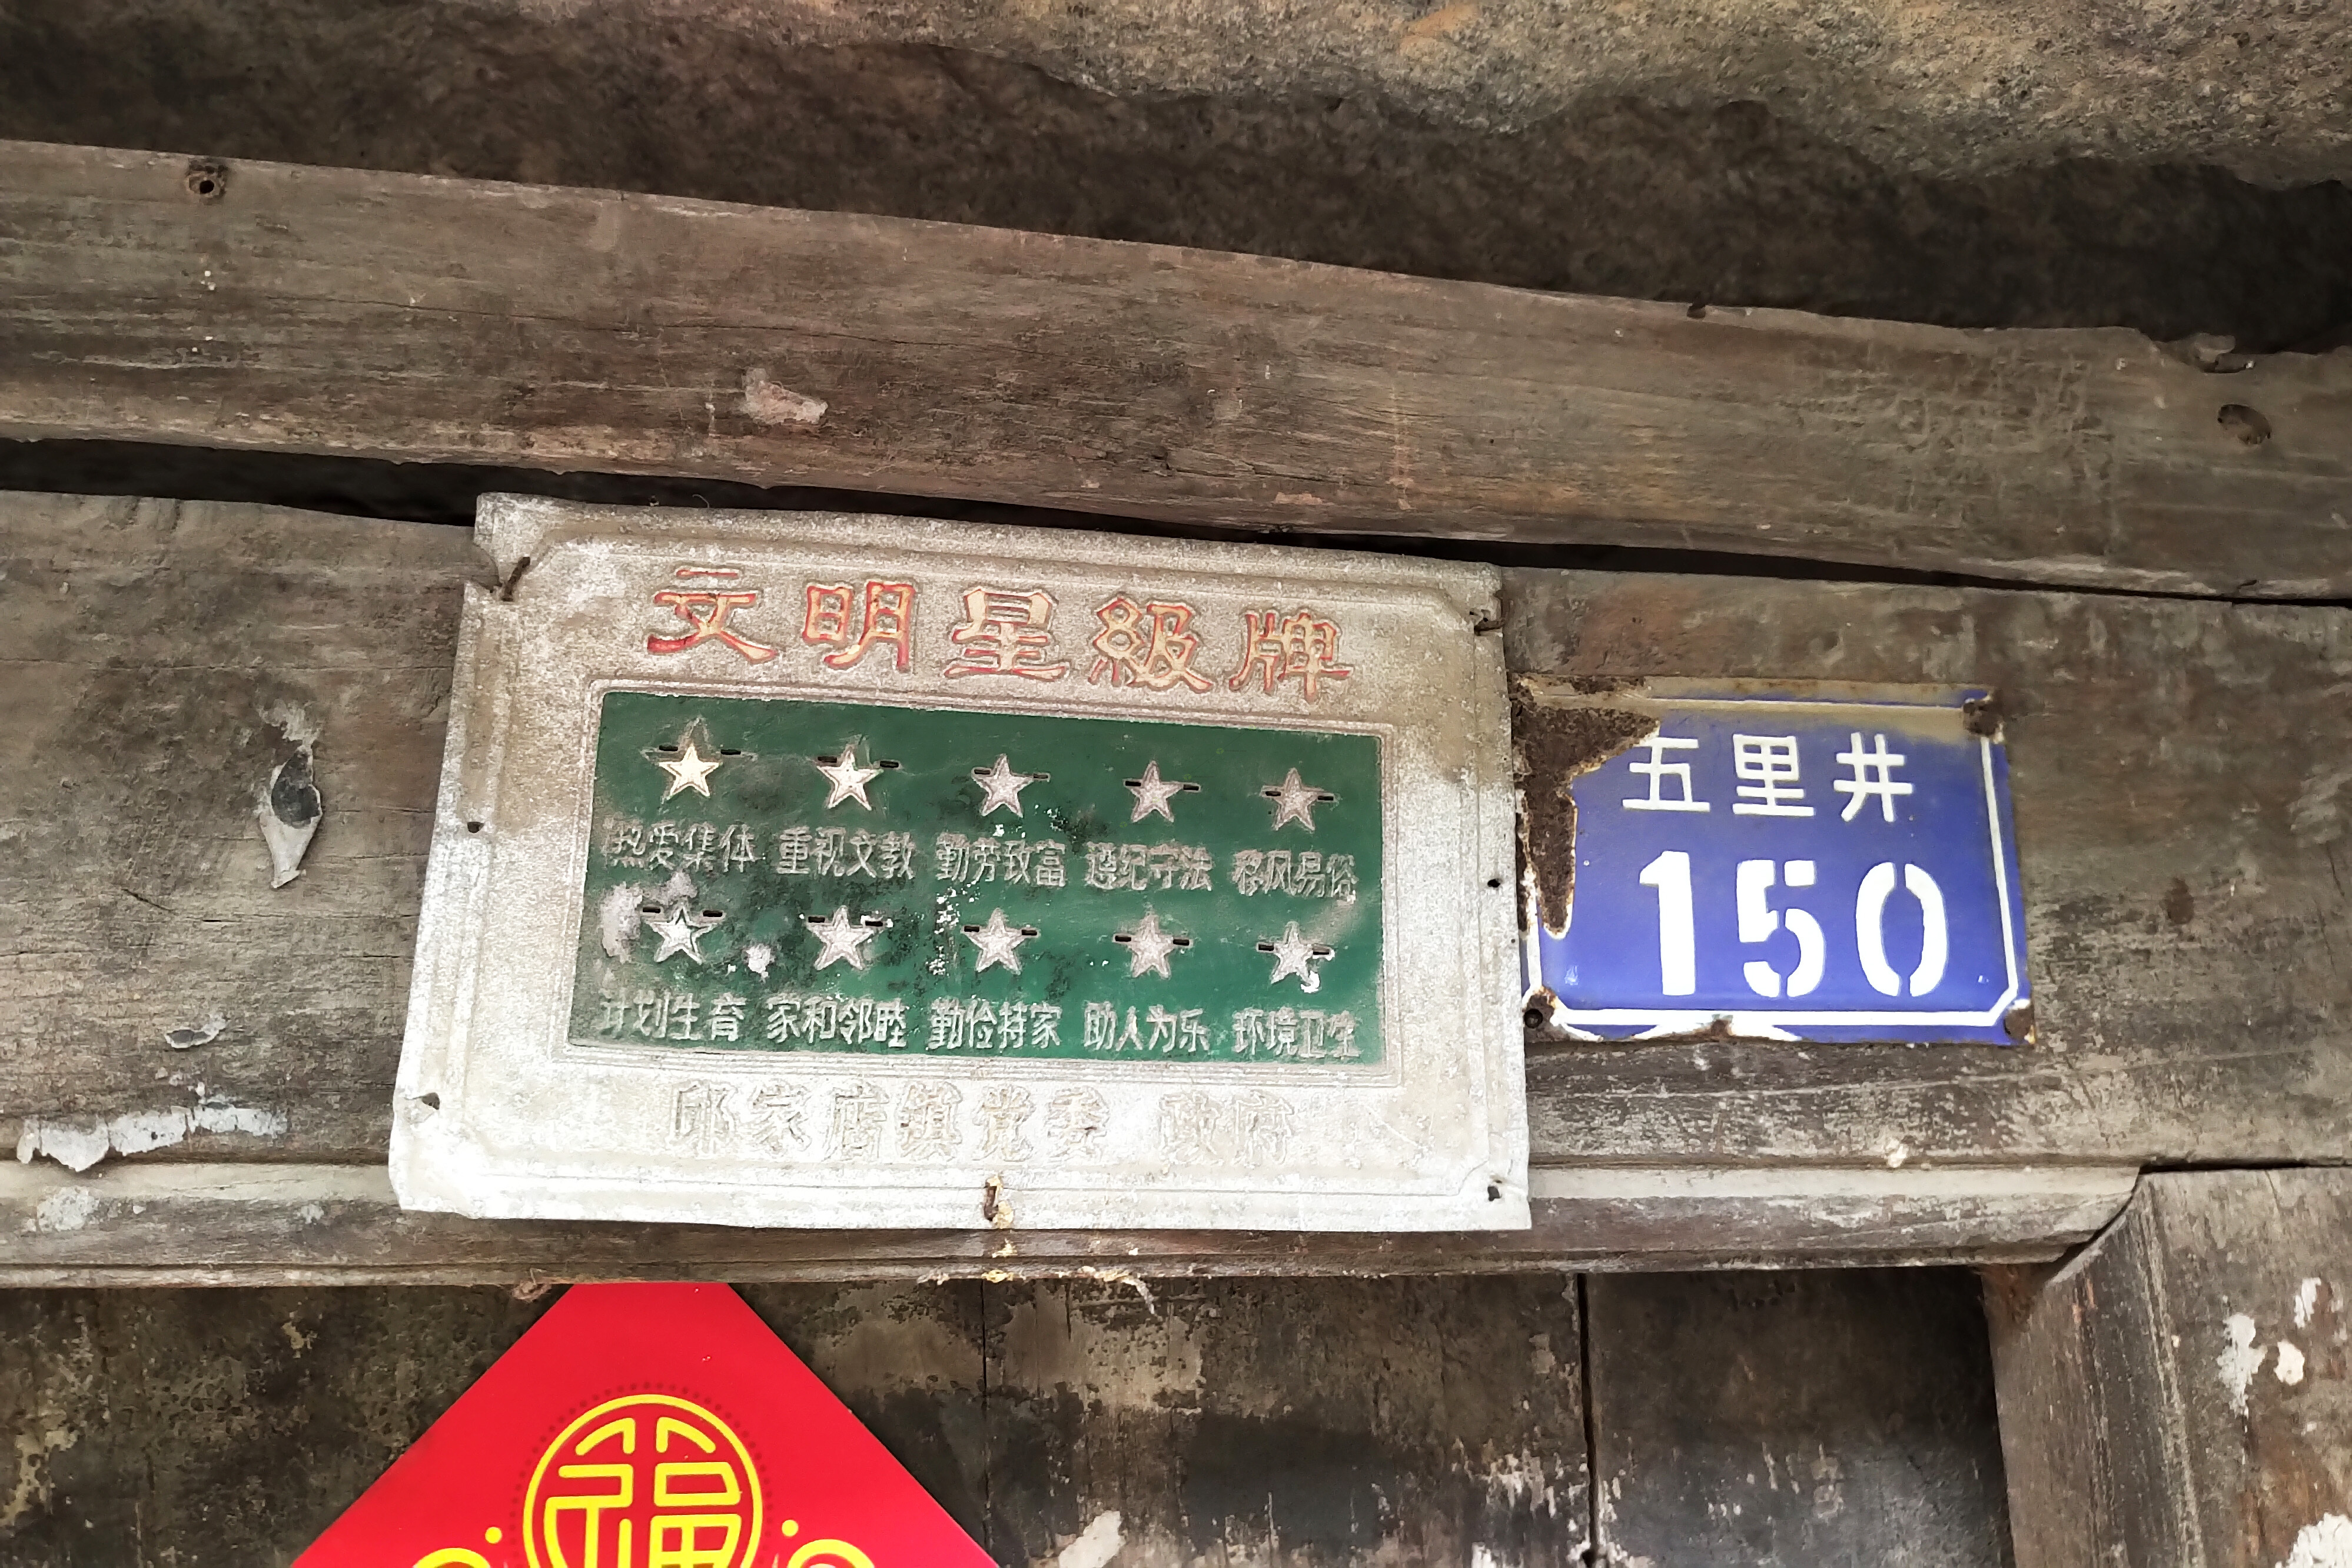 文明星級牌
热爱集体 重视文教 勤劳致富 遵纪守法 移风易俗
计划生育 家和邻睦 勤俭持家 助人为乐 环境卫生
邱家店镇党委 政府
五里井
150
福